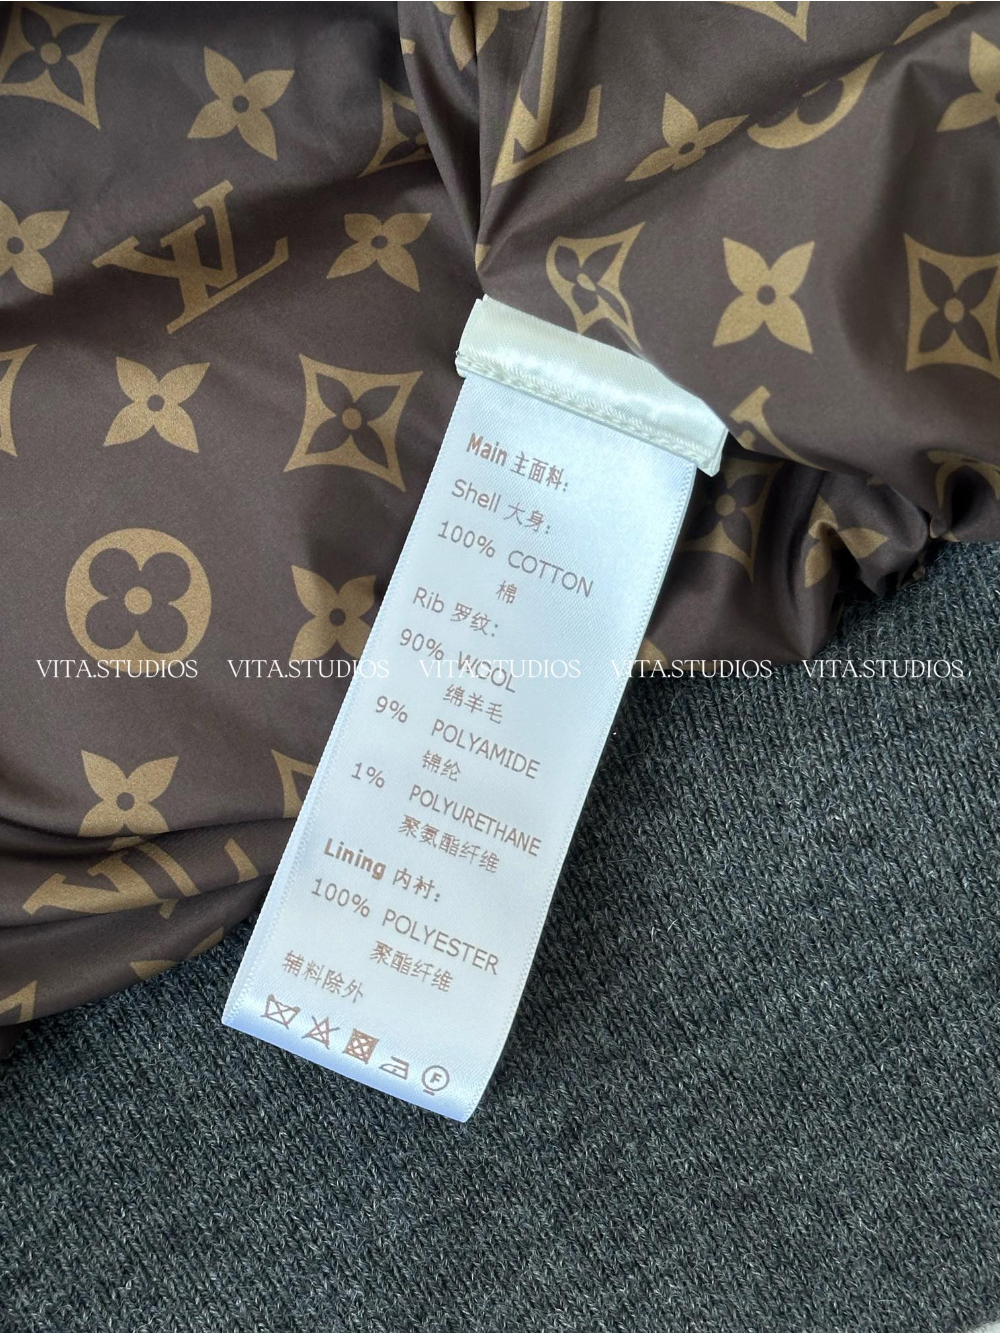 Main 主面料:
Shell 大身:
100% COTTON
棉
Rib 罗纹:
90% WOOL
绵羊毛
9% POLYAMIDE
锦纶
1% POLYURETHANE
聚氨酯纤维
Lining 内衬:
100% POLYESTER
聚酯纤维
辅料除外
F
VITA.STUDIOS VITA.STUDIOS VITA.STUDIOS VITA.STUDIOS VITA.STUDIOS